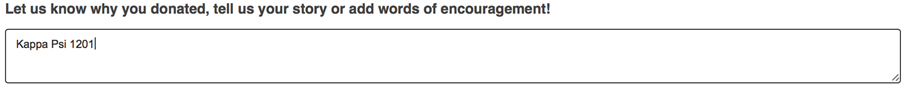 Let us know why you donated, tell us your story or add words of encouragement!
Kappa Psi 1201